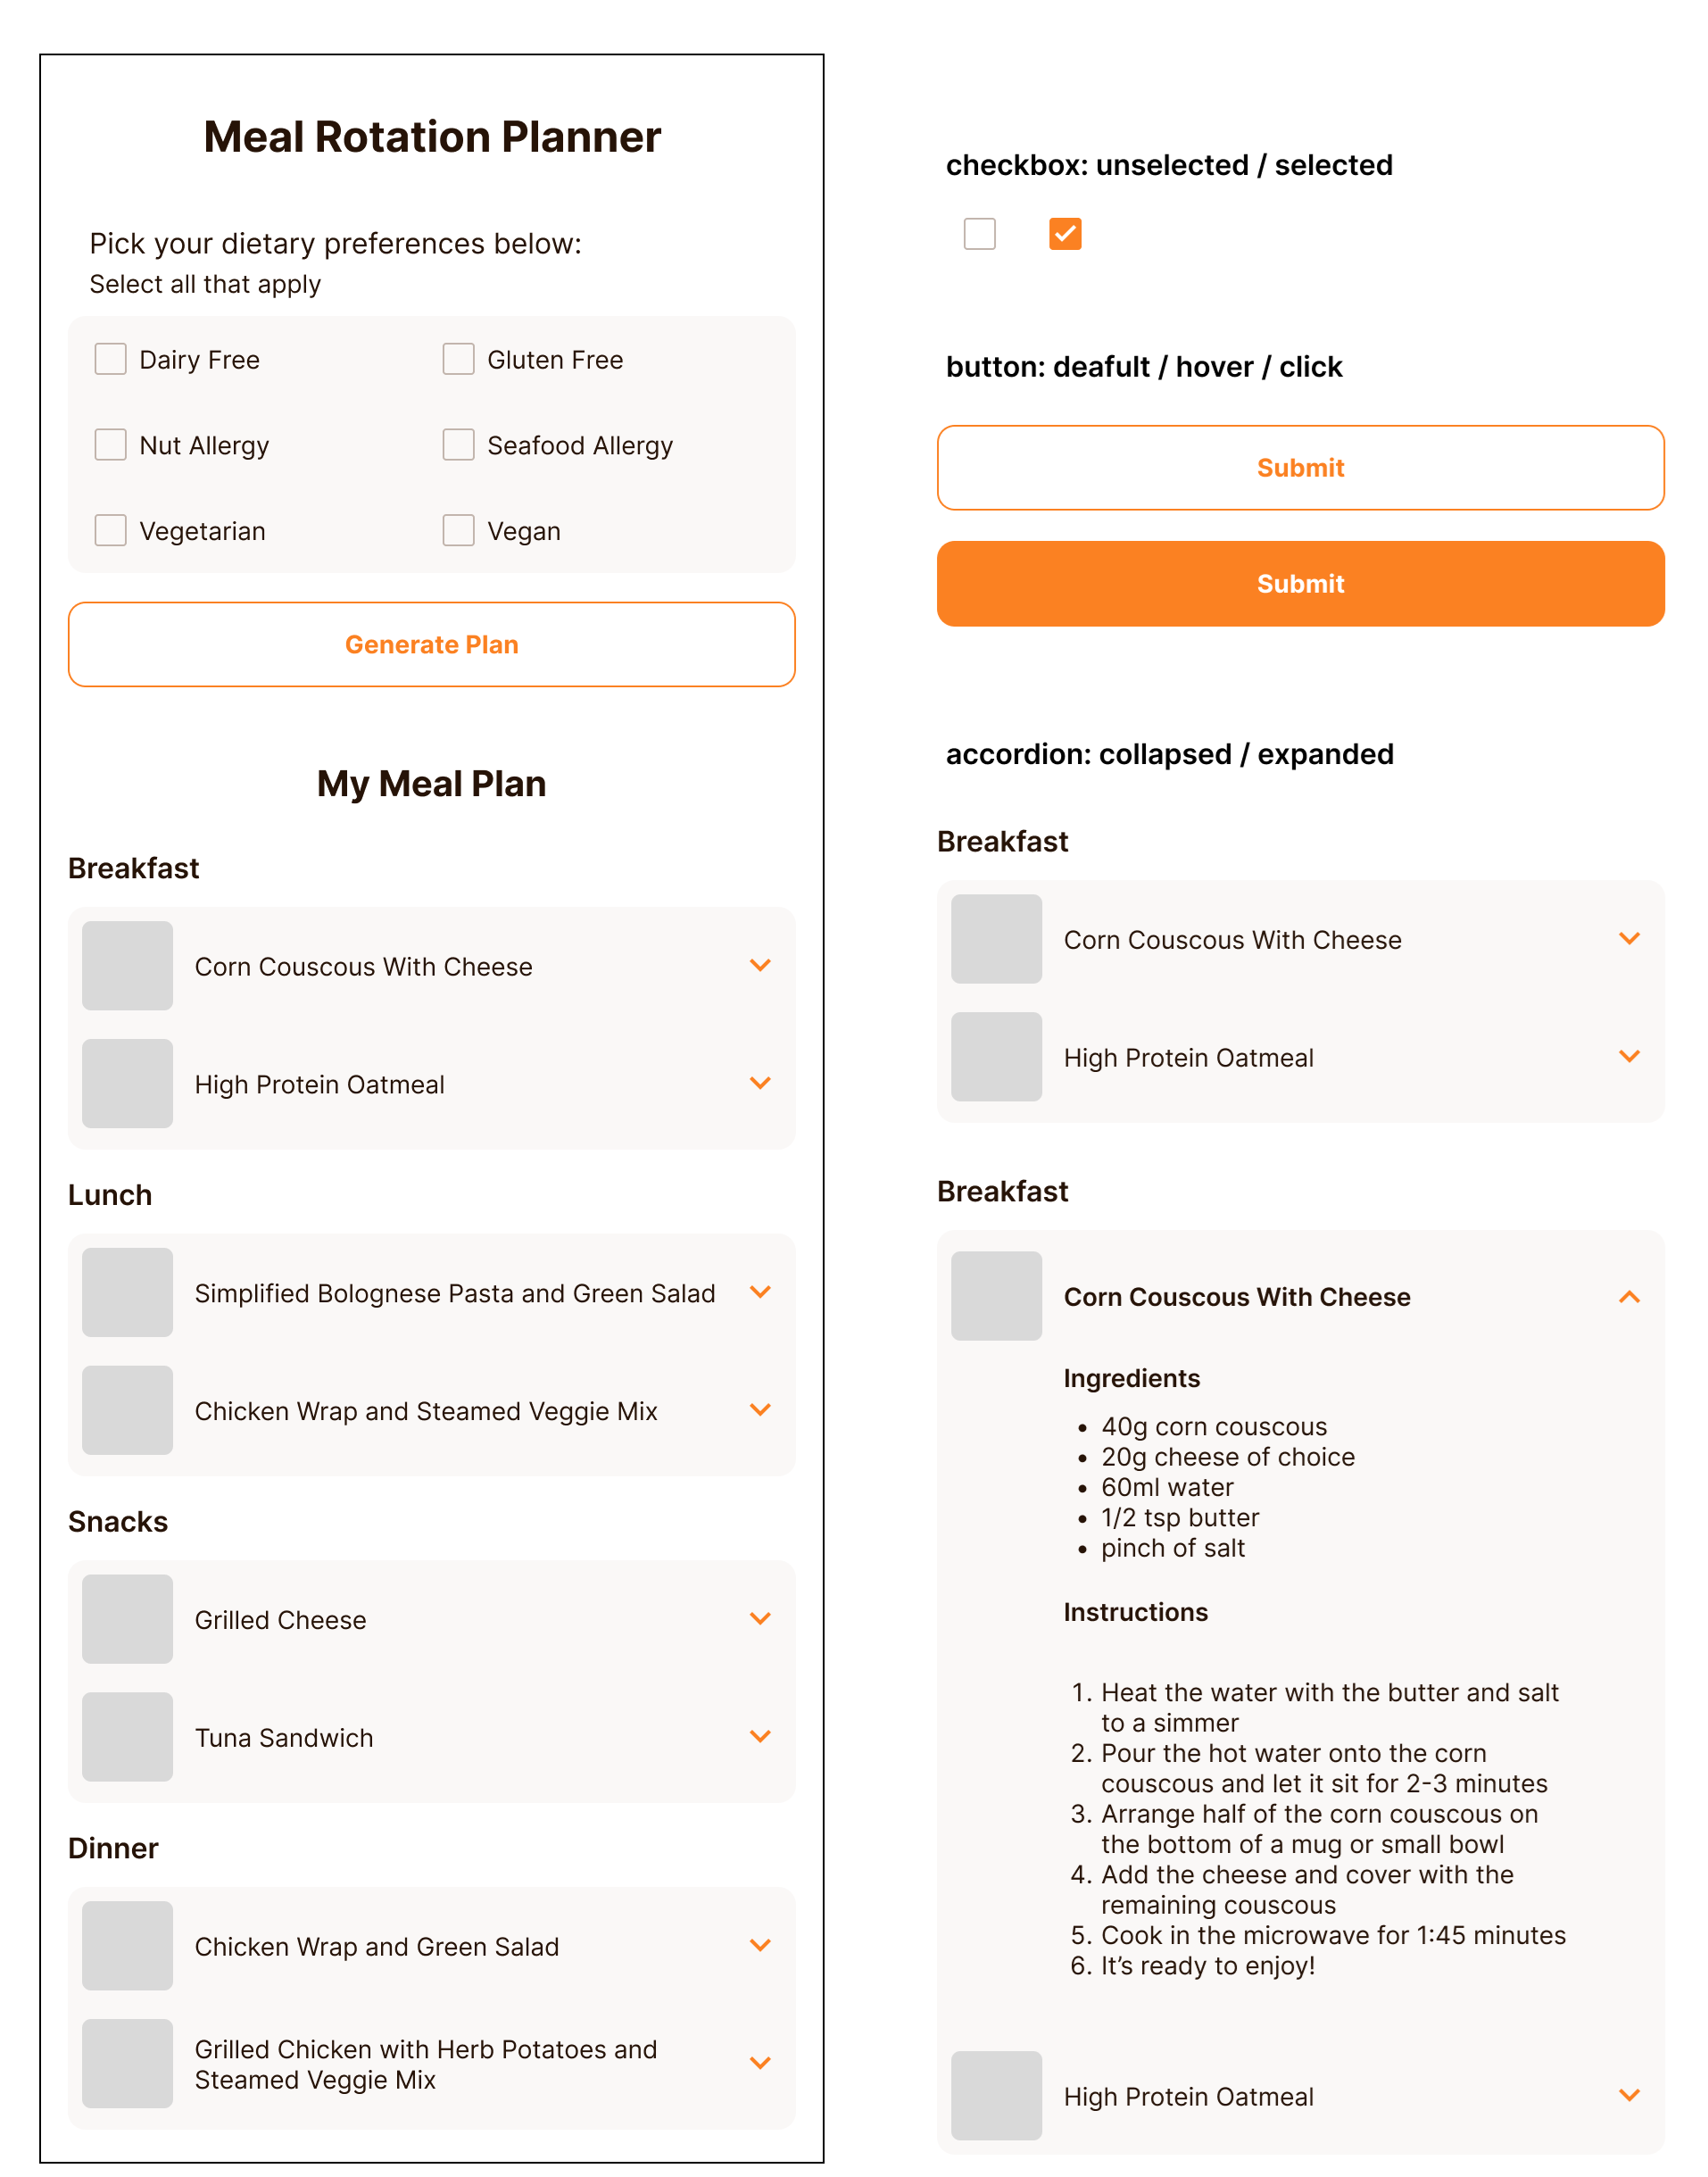 Meal Rotation Planner
Pick your dietary preferences below:
Select all that apply
Dairy Free
Gluten Free
Nut Allergy
Seafood Allergy
Vegetarian
Vegan
Generate Plan
My Meal Plan
Breakfast
Corn Couscous With Cheese
High Protein Oatmeal
Lunch
Simplified Bolognese Pasta and Green Salad
Chicken Wrap and Steamed Veggie Mix
Snacks
Grilled Cheese
Tuna Sandwich
Dinner
Chicken Wrap and Green Salad
Grilled Chicken with Herb Potatoes and
Steamed Veggie Mix
checkbox: unselected / selected
button: deafult / hover / click
Submit
Submit
accordion: collapsed / expanded
Breakfast
Corn Couscous With Cheese
High Protein Oatmeal
Breakfast
Corn Couscous With Cheese
Ingredients
• 40g corn couscous
• 20g cheese of choice
• 60ml water
• 1/2 tsp butter
• pinch of salt
Instructions
1. Heat the water with the butter and salt
to a simmer
2. Pour the hot water onto the corn
couscous and let it sit for 2-3 minutes
3. Arrange half of the corn couscous on
the bottom of a mug or small bowl
4. Add the cheese and cover with the
remaining couscous
5. Cook in the microwave for 1:45 minutes
6. It’s ready to enjoy!
High Protein Oatmeal